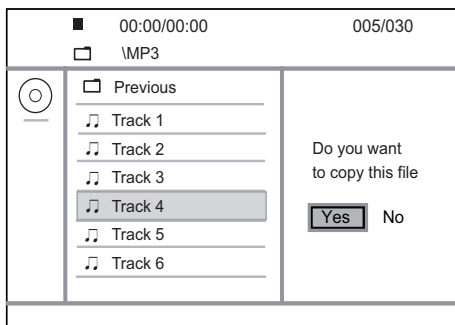 00:00/00:00 005/030
\MP3
Previous
Track 1
Track 2
Track 3
Track 4
Track 5
Track 6
Do you want
to copy this file
Yes No